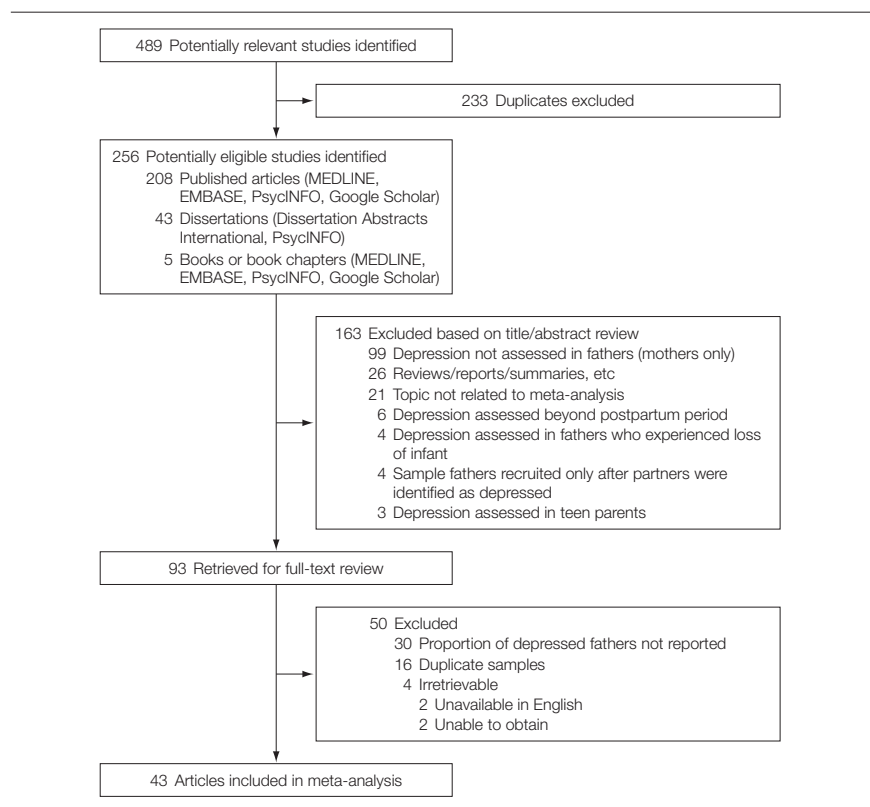 489 Potentially relevant studies identified
233 Duplicates excluded
256 Potentially eligible studies identified
208 Published articles (MEDLINE,
EMBASE, PsycINFO, Google Scholar)
43 Dissertations (Dissertation Abstracts
International, PsycINFO)
5 Books or book chapters (MEDLINE,
EMBASE, PsycINFO, Google Scholar)
163 Excluded based on title/abstract review
99 Depression not assessed in fathers (mothers only)
26 Reviews/reports/summaries, etc
21 Topic not related to meta-analysis
6 Depression assessed beyond postpartum period
4 Depression assessed in fathers who experienced loss
of infant
4 Sample fathers recruited only after partners were
identified as depressed
3 Depression assessed in teen parents
93 Retrieved for full-text review
50 Excluded
30 Proportion of depressed fathers not reported
16 Duplicate samples
4 Irretrievable
2 Unavailable in English
2 Unable to obtain
43 Articles included in meta-analysis